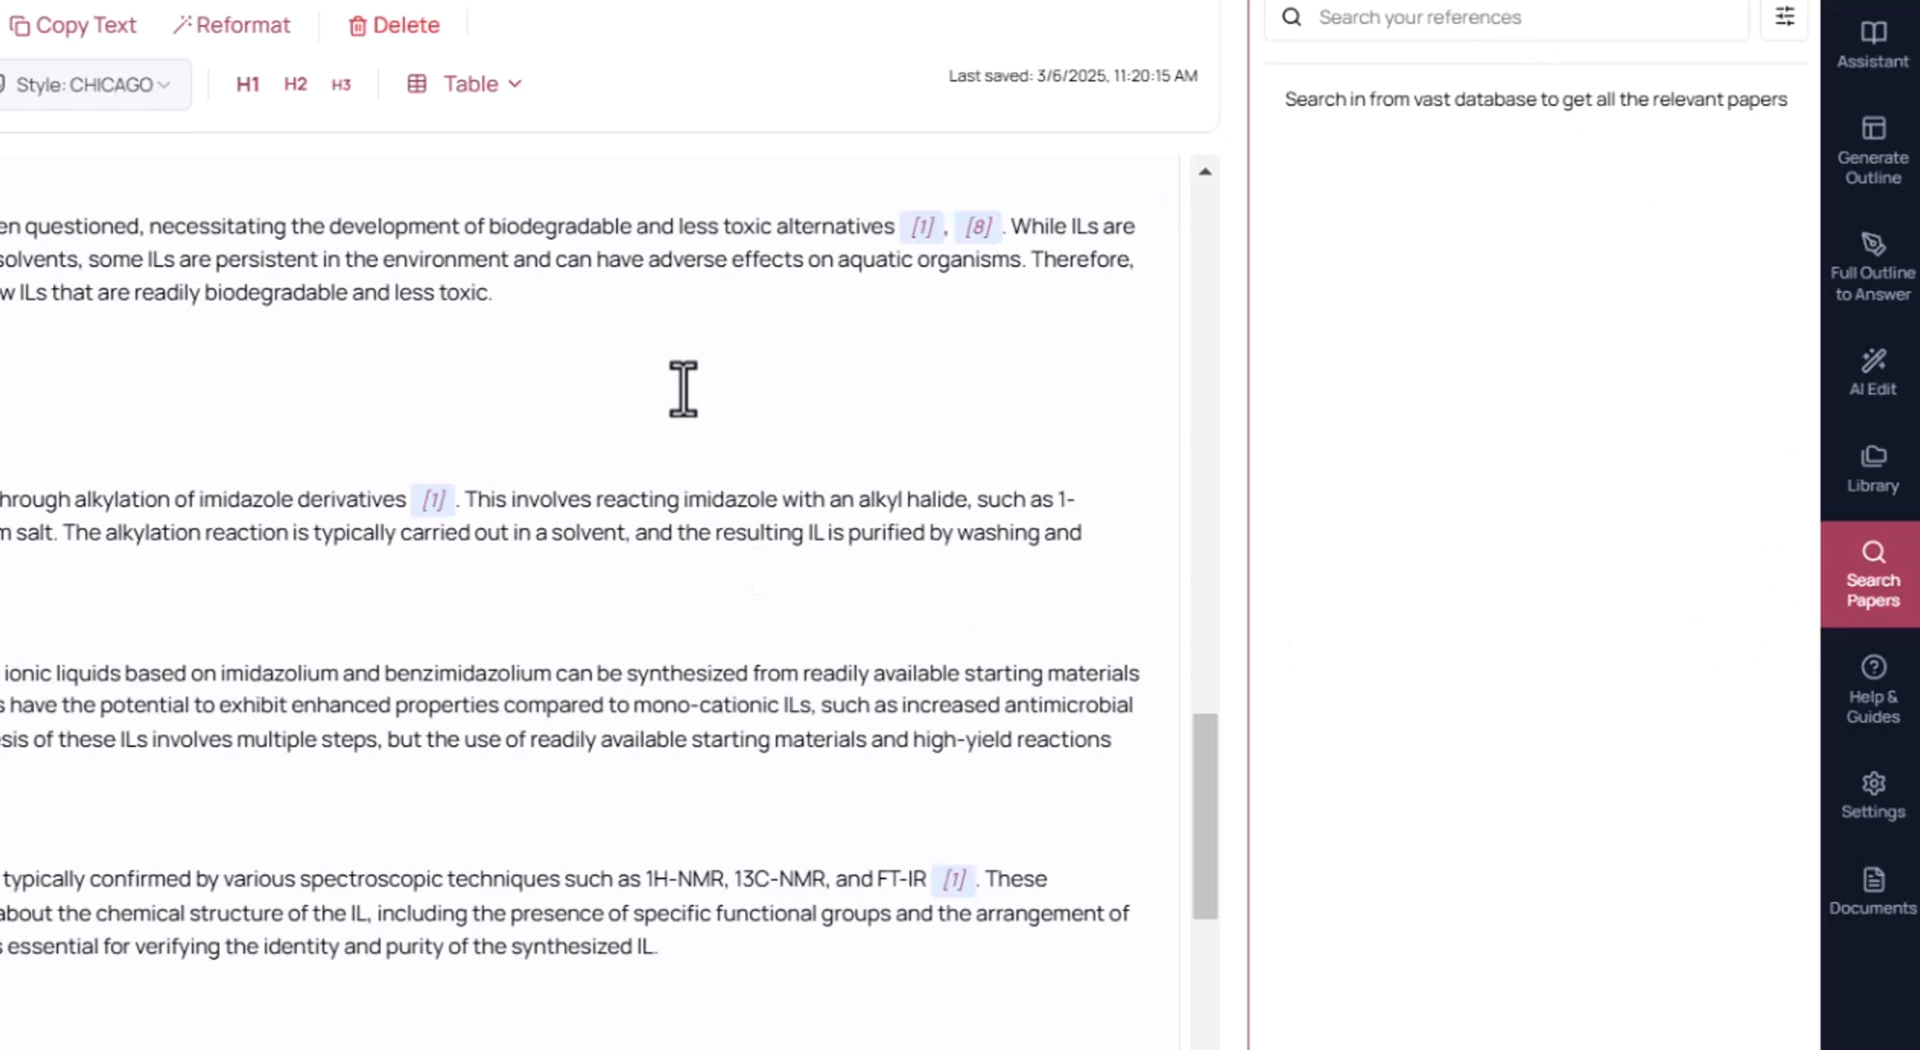 Copy Text Reformat Delete
Style: CHICAGO H1 H2 H3 Table
Last saved: 3/6/2025, 11:20:15 AM
en questioned, necessitating the development of biodegradable and less toxic alternatives [1] , [8] . While ILs are
solvents, some ILs are persistent in the environment and can have adverse effects on aquatic organisms. Therefore,
w ILs that are readily biodegradable and less toxic.
hrough alkylation of imidazole derivatives [1] . This involves reacting imidazole with an alkyl halide, such as 1-
m salt. The alkylation reaction is typically carried out in a solvent, and the resulting IL is purified by washing and
ionic liquids based on imidazolium and benzimidazolium can be synthesized from readily available starting materials
s have the potential to exhibit enhanced properties compared to mono-cationic ILs, such as increased antimicrobial
sis of these ILs involves multiple steps, but the use of readily available starting materials and high-yield reactions
typically confirmed by various spectroscopic techniques such as 1H-NMR, 13C-NMR, and FT-IR [1] . These
about the chemical structure of the IL, including the presence of specific functional groups and the arrangement of
s essential for verifying the identity and purity of the synthesized IL.
Search your references
Search in from vast database to get all the relevant papers
Assistant
Generate
Outline
Full Outline
to Answer
AI Edit
Library
Search
Papers
Help &
Guides
Settings
Documents